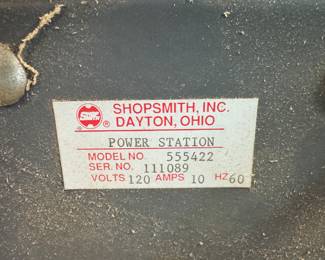 SHOPSMITH, INC.
DAYTON, OHIO
POWER STATION
MODEL NO. 555422
SER. NO. 111089
VOLTS 120 AMPS 10 HZ 60